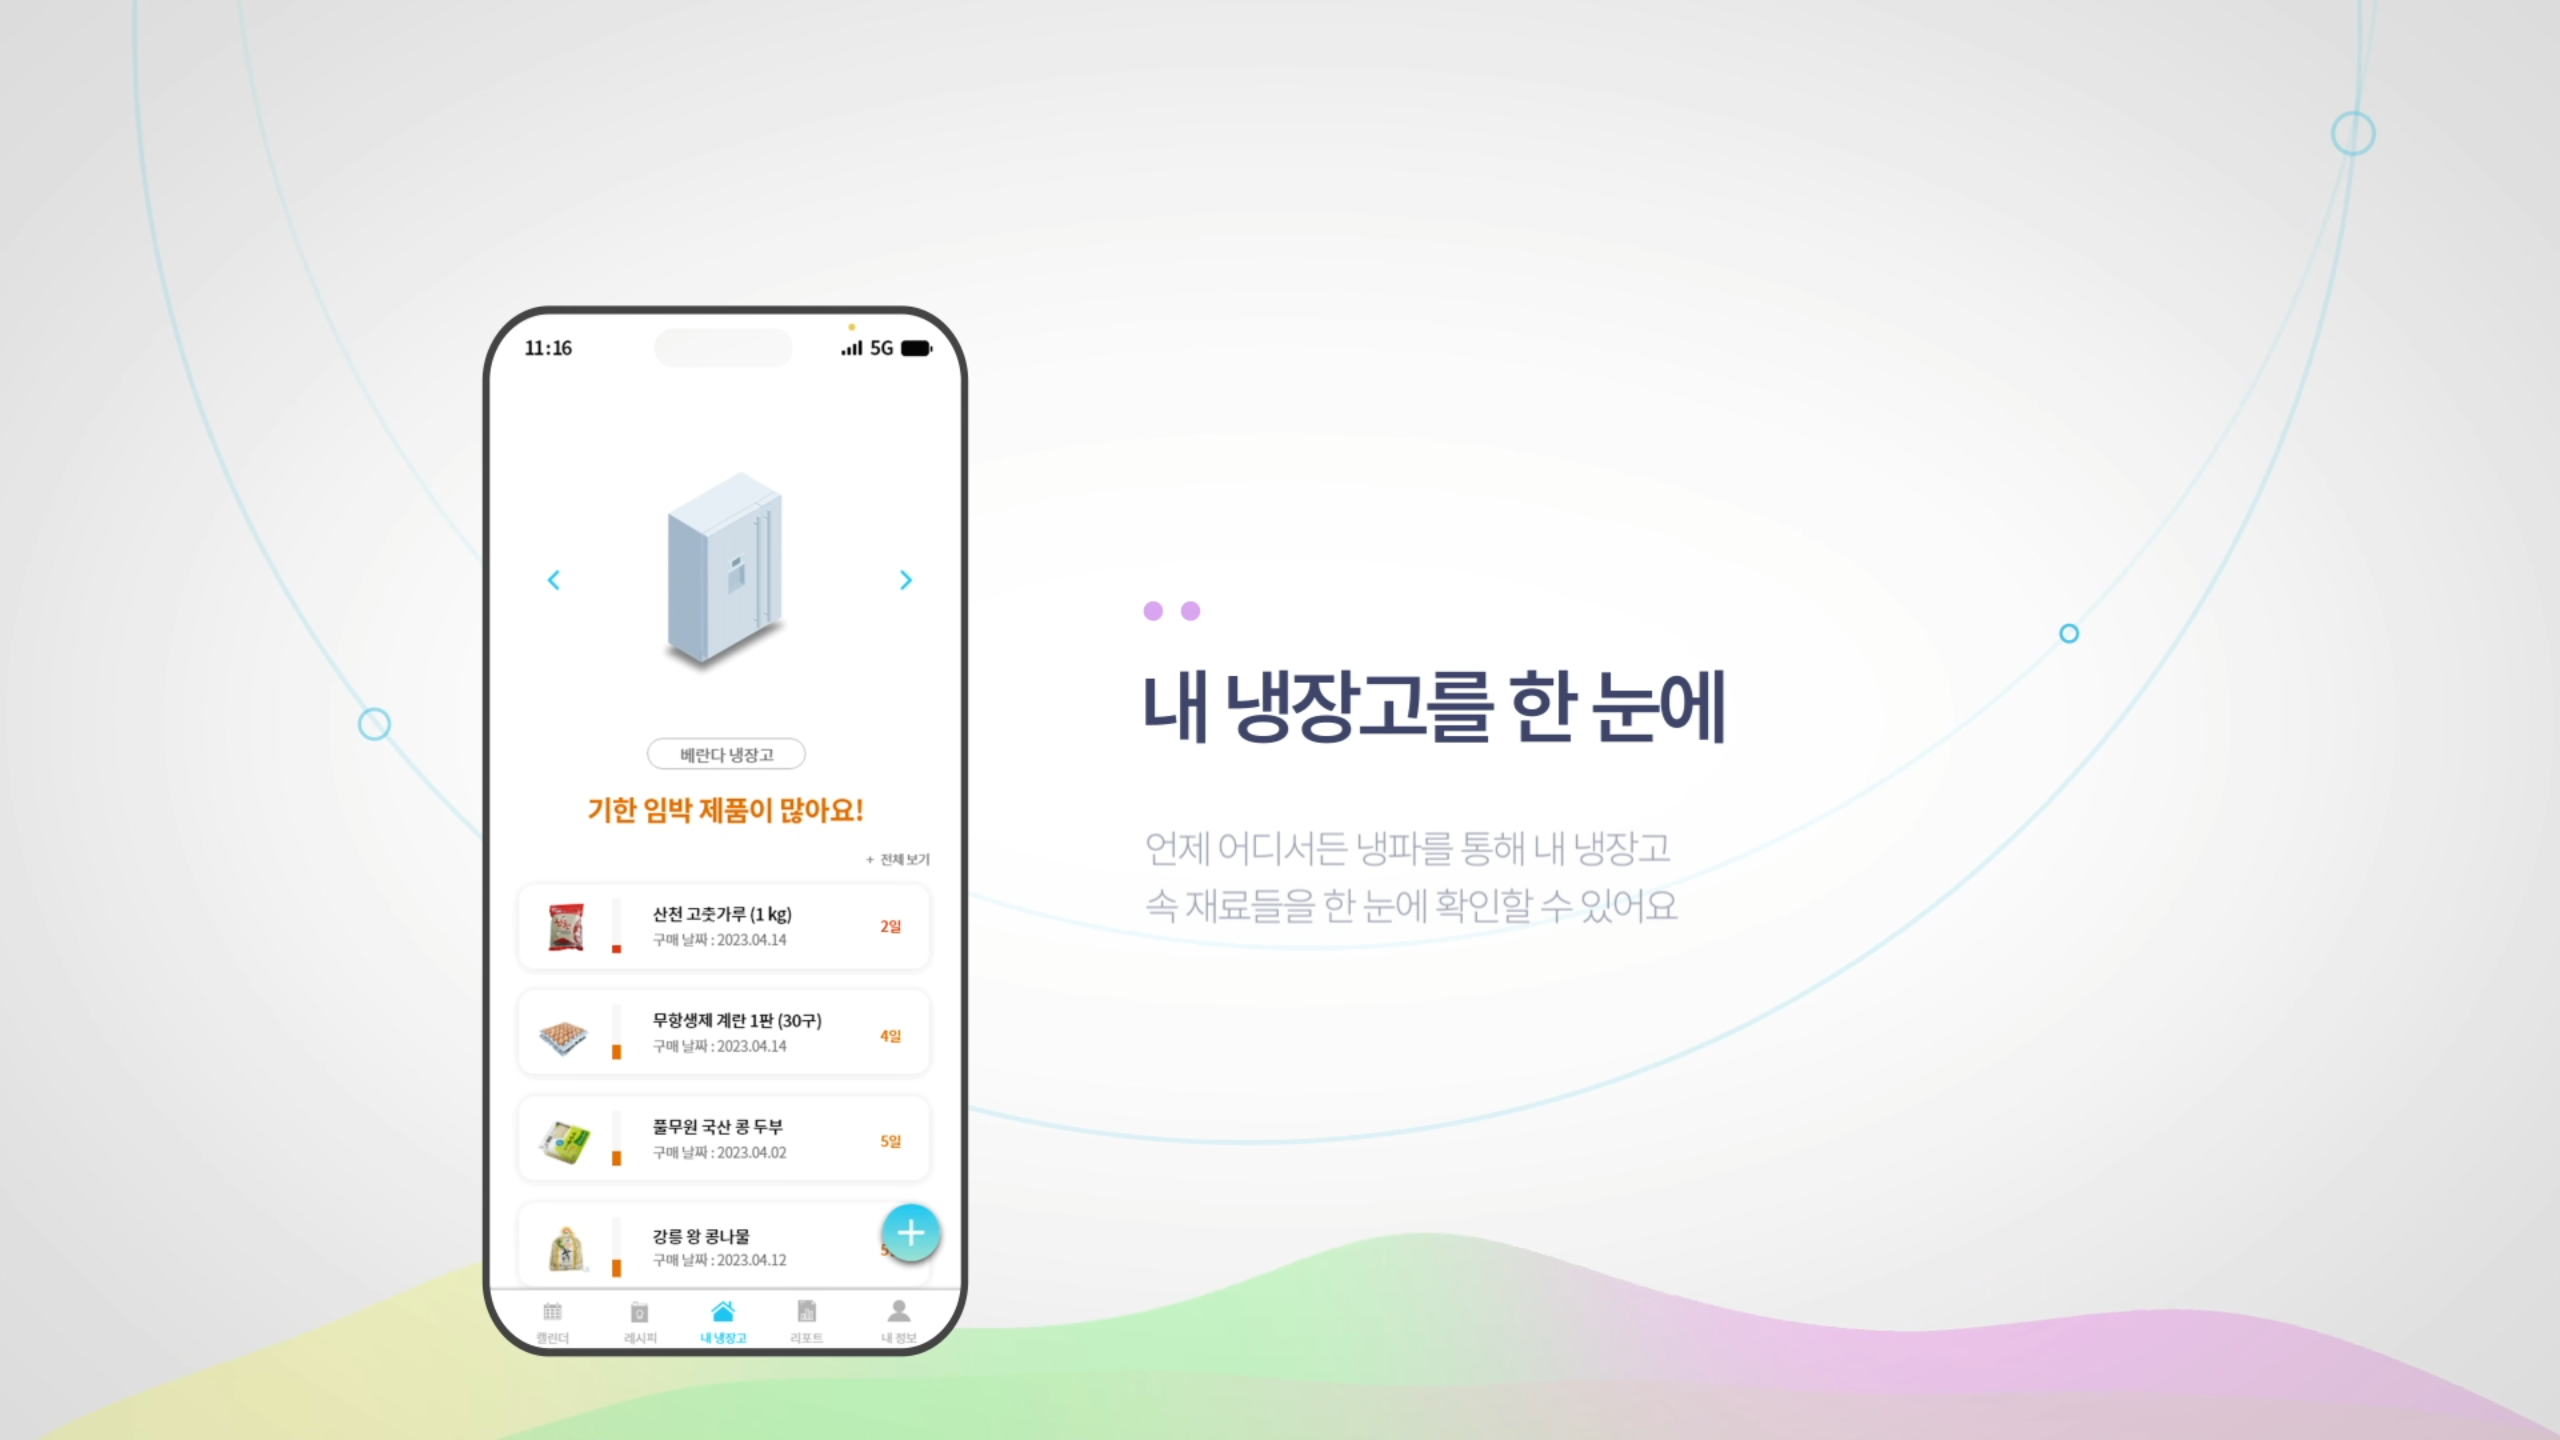 11:16
5G
베란다 냉장고
기한 임박 제품이 많아요!
+ 전체 보기
산천 고춧가루 (1 kg)
구매 날짜 : 2023.04.14
2일
무항생제 계란 1판 (30구)
구매 날짜 : 2023.04.14
4일
풀무원 국산 콩 두부
구매 날짜 : 2023.04.02
5일
강릉 왕 콩나물
구매 날짜 : 2023.04.12
캘린더
레시피
내 냉장고
리포트
내 정보
내 냉장고를 한 눈에
언제 어디서든 냉파를 통해 내 냉장고
속 재료들을 한 눈에 확인할 수 있어요